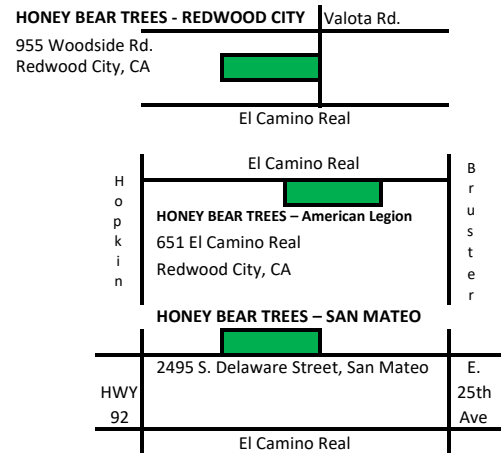 HONEY BEAR TREES - REDWOOD CITY
Valota Rd.
955 Woodside Rd.
Redwood City, CA
El Camino Real
El Camino Real
Hopkin
Bruster
HONEY BEAR TREES – American Legion
651 El Camino Real
Redwood City, CA
HONEY BEAR TREES – SAN MATEO
2495 S. Delaware Street, San Mateo
HWY
92
E.
25th
Ave
El Camino Real